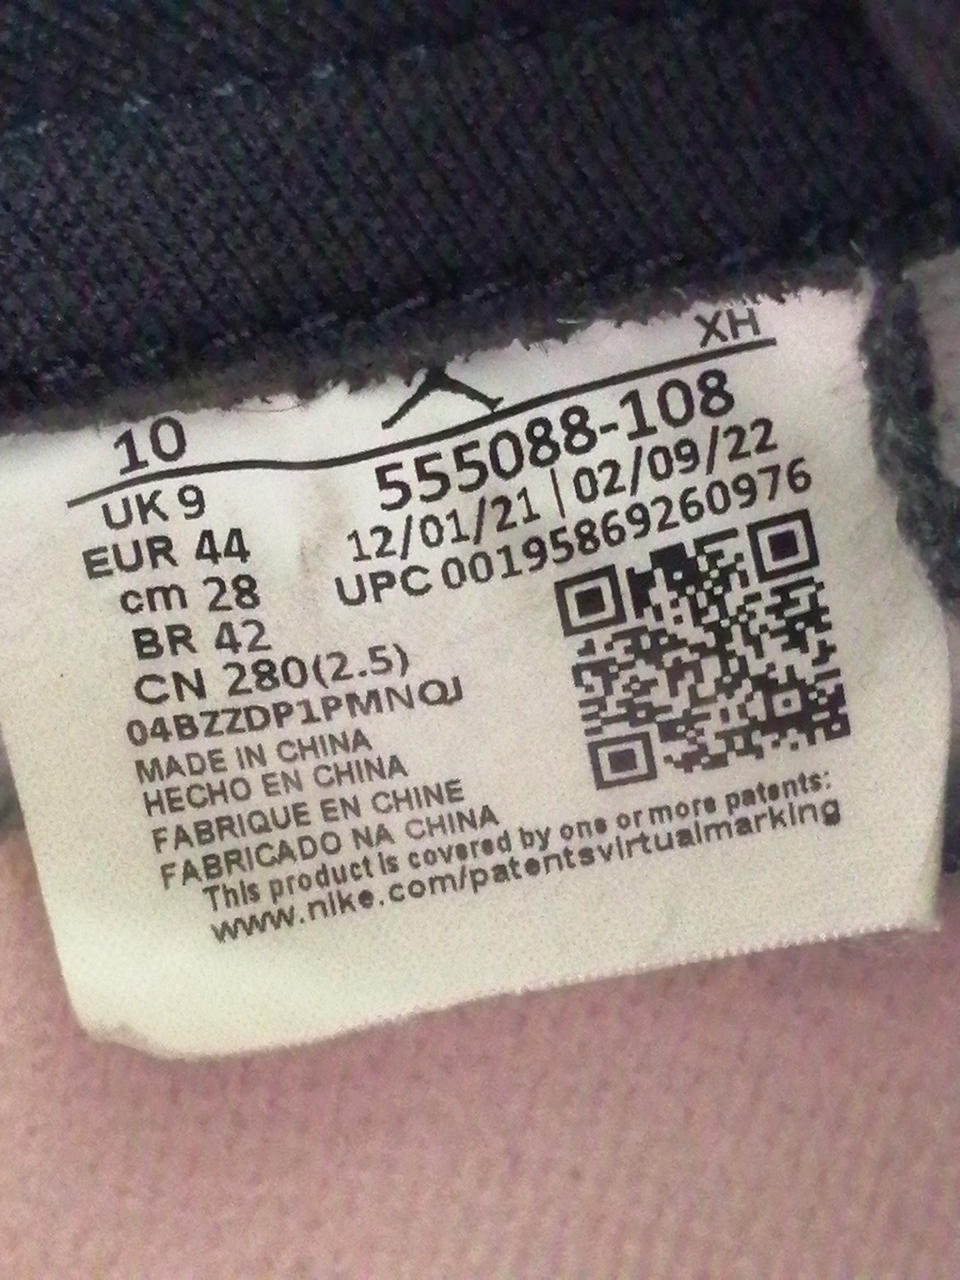 10 XH
UK 9 555088-108
EUR 44 12/01/21 | 02/09/22
cm 28 UPC 00195869260976
BR 42
CN 280(2.5)
04BZZDP1PMNQJ
MADE IN CHINA
HECHO EN CHINA
FABRIQUE EN CHINE
FABRICADO NA CHINA
This product is covered by one or more patents:
www.nike.com/patentsvirtualmarking